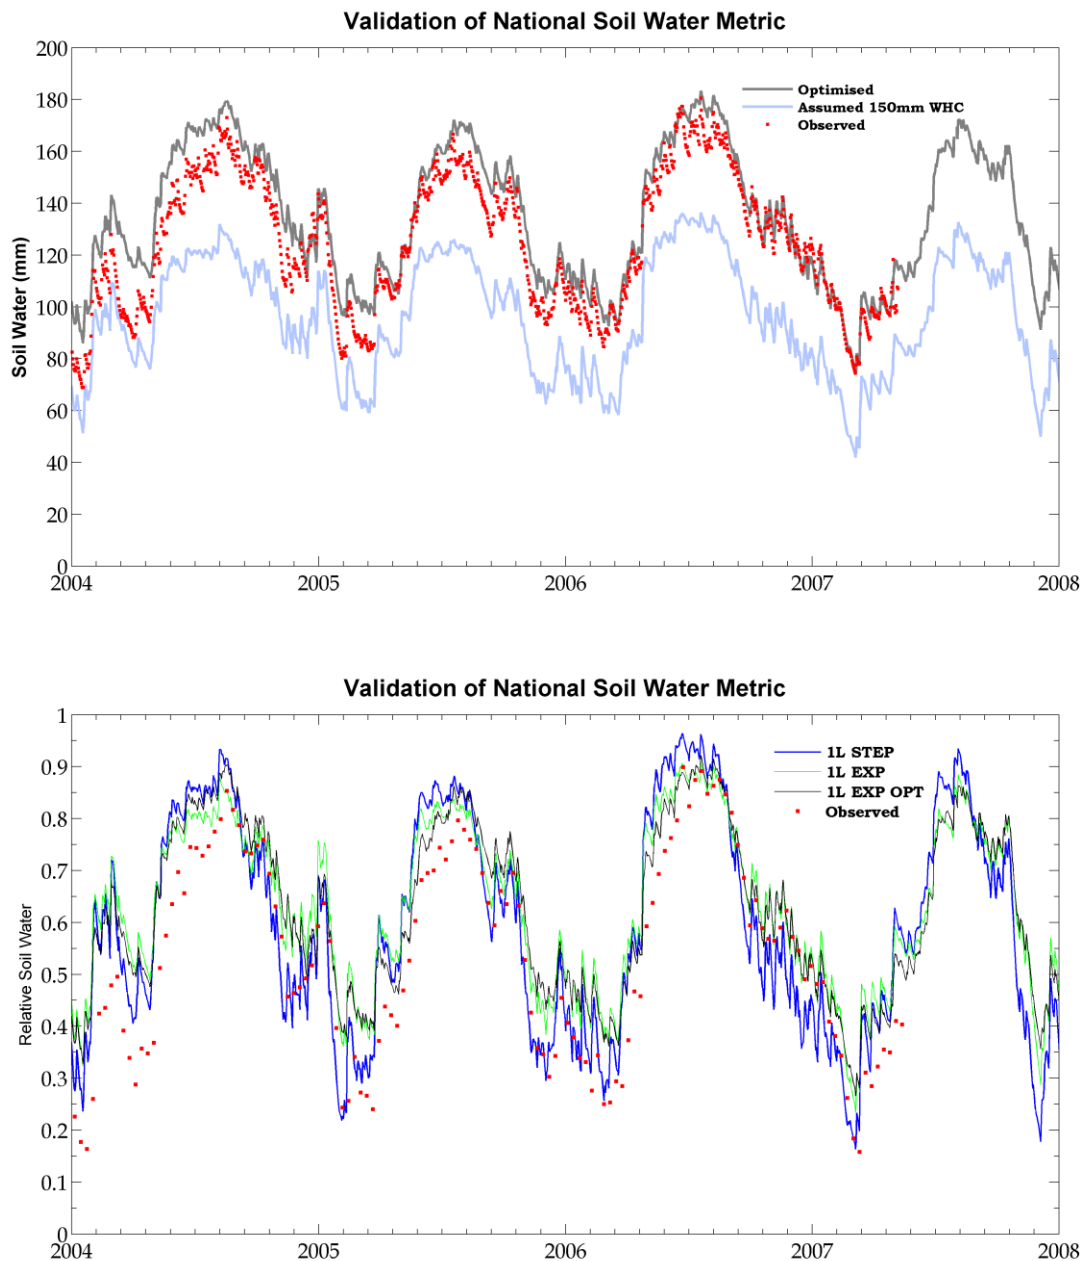 Validation of National Soil Water Metric
200
180
160
140
120
100
80
60
40
20
0
Soil Water (mm)
Optimised
Assumed 150mm WHC
Observed
2004 2005 2006 2007 2008
Validation of National Soil Water Metric
1
0.9
0.8
0.7
0.6
0.5
0.4
0.3
0.2
0.1
0
Relative Soil Water
1L STEP
1L EXP
1L EXP OPT
Observed
2004 2005 2006 2007 2008